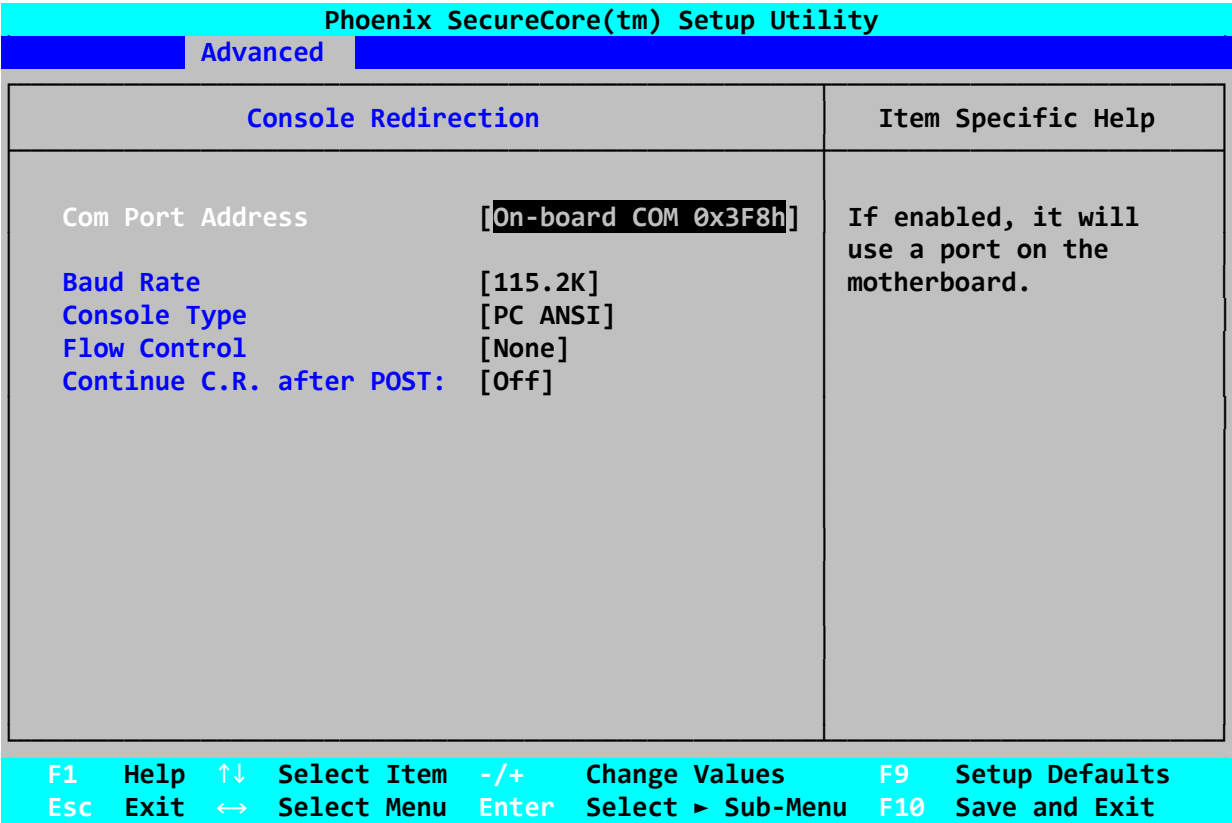 Phoenix SecureCore(tm) Setup Utility
Advanced
Console Redirection
Item Specific Help
Com Port Address [On-board COM 0x3F8h]
Baud Rate [115.2K]
Console Type [PC ANSI]
Flow Control [None]
Continue C.R. after POST: [Off]
If enabled, it will
use a port on the
motherboard.
F1 Help ↑↓ Select Item -/+ Change Values F9 Setup Defaults
Esc Exit ↔ Select Menu Enter Select ► Sub-Menu F10 Save and Exit